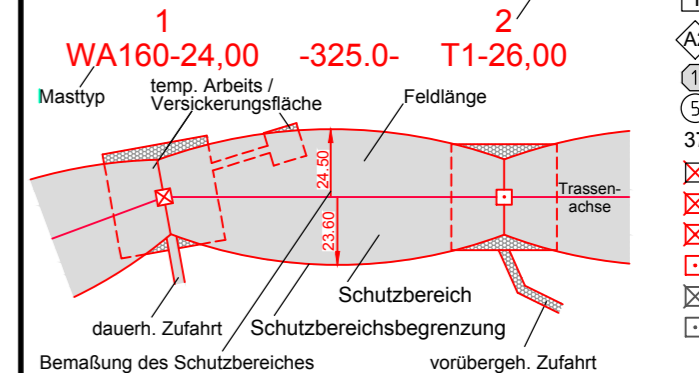 1
2
WA160-24,00 -325.0- T1-26,00
Masttyp
temp. Arbeits /
Versickerungsfläche
Feldlänge
24.50
23.60
Trassen-
achse
Schutzbereich
dauerh. Zufahrt
Schutzbereichsbegrenzung
Bemaßung des Schutzbereiches
vorübergeh. Zufahrt